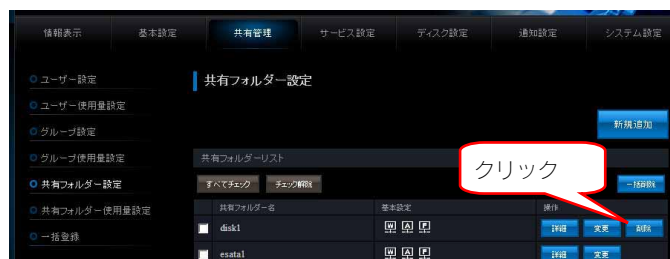 情報表示 基本設定 共有管理 サービス設定 ディスク設定 通知設定 システム設定
ユーザー設定
共有フォルダー設定
ユーザー使用量設定
新規追加
グループ設定
グループ使用量設定
共有フォルダーリスト
クリック
共有フォルダー設定
すべてチェック チェック解除 一括削除
共有フォルダー使用量設定
共有フォルダー名 基本設定 操作
一括登録
disk1 W A F 詳細 変更 削除
esata1 W A F 詳細 変更